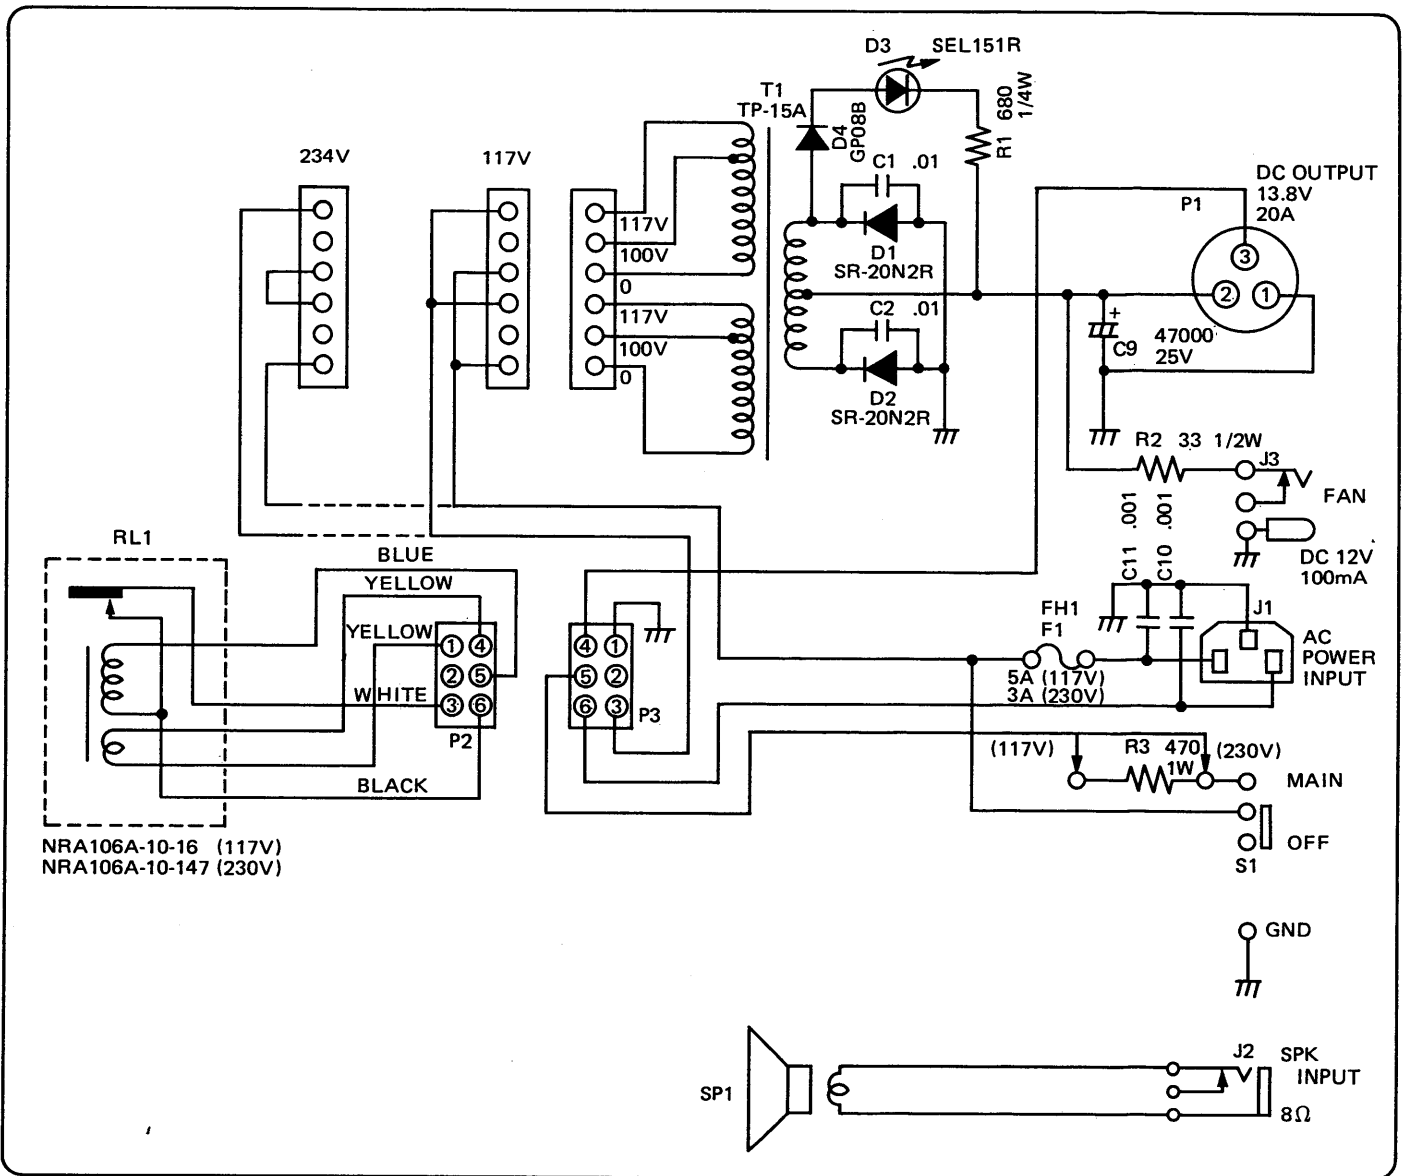 D3
SEL151R
T1
TP-15A
D4
GP08B
680
1/4W
R1
234V
117V
C1 .01
DC OUTPUT
13.8V
20A
P1
117V
100V
0
117V
100V
0
D1
SR-20N2R
3
2
1
C2 .01
+
C9
47000
25V
D2
SR-20N2R
R2 33 1/2W
J3
FAN
C11 .001
C10 .001
DC 12V
100mA
RL1
BLUE
YELLOW
YELLOW
WHITE
BLACK
1 4
2 5
3 6
P2
4 1
5 2
6 3
P3
FH1
F1
5A (117V)
3A (230V)
J1
AC
POWER
INPUT
(117V)
R3 470
1W
(230V)
MAIN
OFF
S1
NRA106A-10-16 (117V)
NRA106A-10-147 (230V)
GND
SP1
J2
SPK
INPUT
8Ω